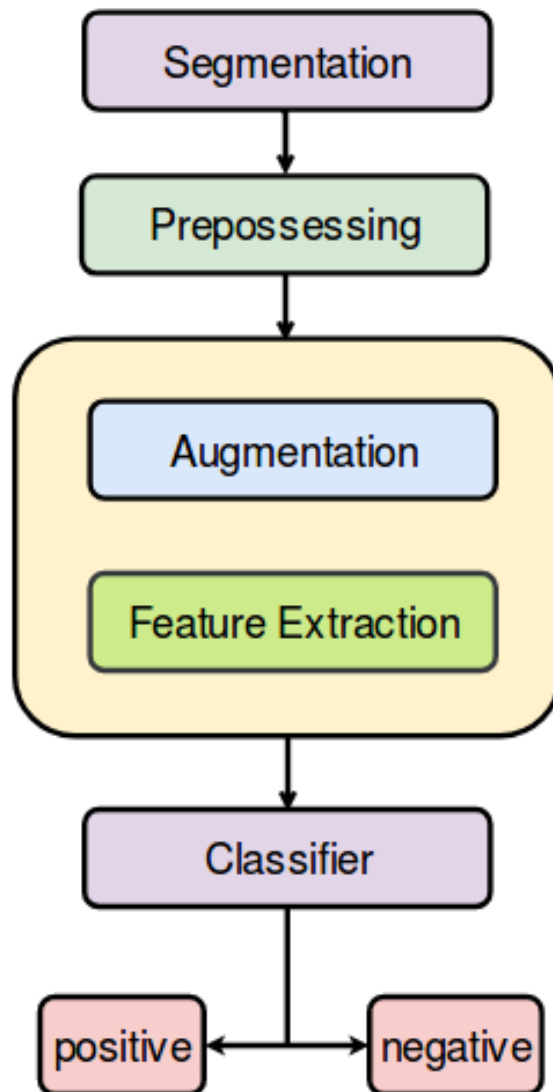 Segmentation
Prepossessing
Augmentation
Feature Extraction
Classifier
positive
negative